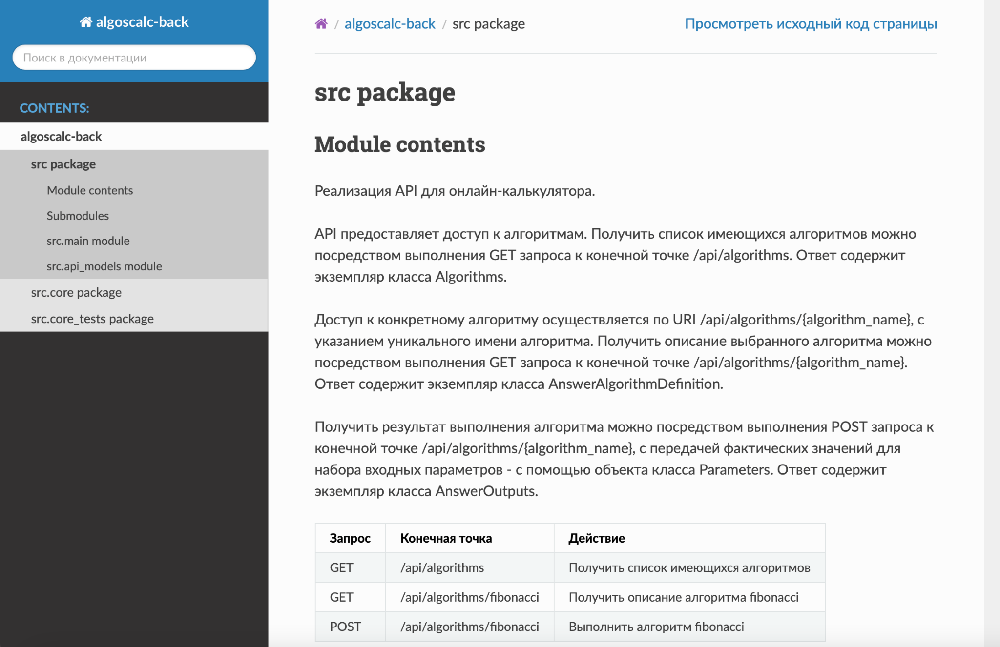 algoscalc-back
Поиск в документации
CONTENTS:
algoscalc-back
src package
Module contents
Submodules
src.main module
src.api_models module
src.core package
src.core_tests package
/ algoscalc-back / src package
Просмотреть исходный код страницы
src package
Module contents
Реализация API для онлайн-калькулятора.
API предоставляет доступ к алгоритмам. Получить список имеющихся алгоритмов можно
посредством выполнения GET запроса к конечной точке /api/algorithms. Ответ содержит
экземпляр класса Algorithms.
Доступ к конкретному алгоритму осуществляется по URI /api/algorithms/{algorithm_name}, с
указанием уникального имени алгоритма. Получить описание выбранного алгоритма можно
посредством выполнения GET запроса к конечной точке /api/algorithms/{algorithm_name}.
Ответ содержит экземпляр класса AnswerAlgorithmDefinition.
Получить результат выполнения алгоритма можно посредством выполнения POST запроса к
конечной точке /api/algorithms/{algorithm_name}, с передачей фактических значений для
набора входных параметров - с помощью объекта класса Parameters. Ответ содержит
экземпляр класса AnswerOutputs.
Запрос Конечная точка Действие
GET /api/algorithms Получить список имеющихся алгоритмов
GET /api/algorithms/fibonacci Получить описание алгоритма fibonacci
POST /api/algorithms/fibonacci Выполнить алгоритм fibonacci